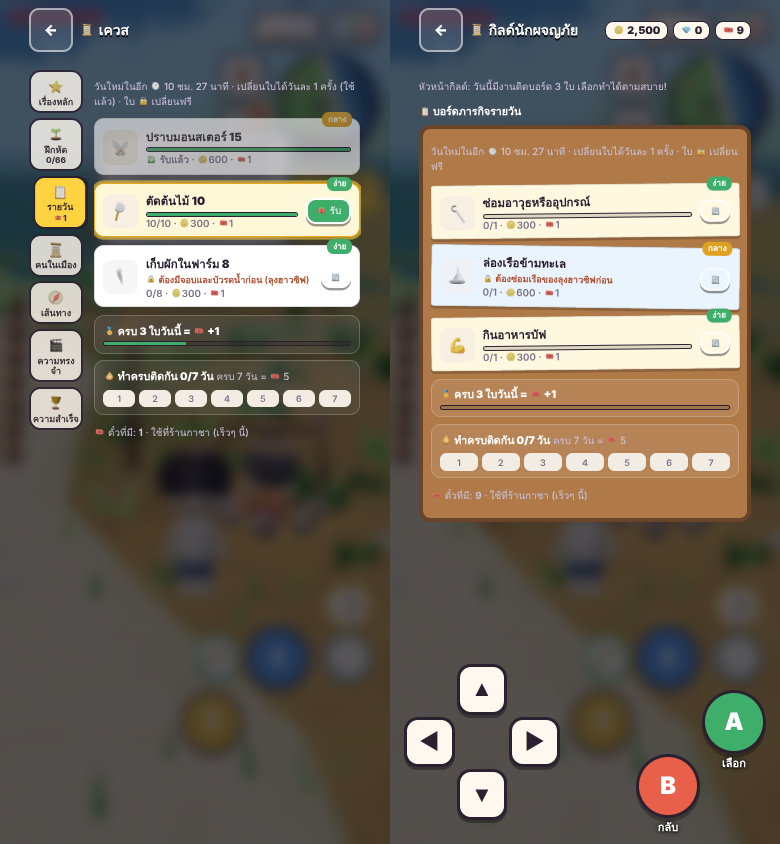 เควส
เรื่องหลัก
ฝึกหัด
0/66
รายวัน
1
คนในเมือง
เส้นทาง
ความทรง
จำ
ความสำเร็จ
วันใหม่ในอีก 10 ชม. 27 นาที · เปลี่ยนใบได้วันละ 1 ครั้ง (ใช้
แล้ว) · ใบ เปลี่ยนฟรี
กลาง
ปราบมอนสเตอร์ 15
รับแล้ว · 600 · 1
ง่าย
ตัดต้นไม้ 10
10/10 · 300 · 1
รับ
ง่าย
เก็บผักในฟาร์ม 8
ต้องมีจอบและบัวรดน้ำก่อน (ลุงฮาวซิฟ)
0/8 · 300 · 1
ครบ 3 ใบวันนี้ = +1
ทำครบติดกัน 0/7 วัน ครบ 7 วัน = 5
1 2 3 4 5 6 7
ตั๋วที่มี: 1 · ใช้ที่ร้านกาชา (เร็วๆ นี้)
กิลด์นักผจญภัย
2,500 0 9
หัวหน้ากิลด์: วันนี้มีงานติดบอร์ด 3 ใบ เลือกทำได้ตามสบาย!
บอร์ดภารกิจรายวัน
วันใหม่ในอีก 10 ชม. 27 นาที · เปลี่ยนใบได้วันละ 1 ครั้ง · ใบ เปลี่ยน
ฟรี
ง่าย
ซ่อมอาวุธหรืออุปกรณ์
0/1 · 300 · 1
กลาง
ล่องเรือข้ามทะเล
ต้องซ่อมเรือของลุงฮาวซิฟก่อน
0/1 · 600 · 1
ง่าย
กินอาหารบัฟ
0/1 · 300 · 1
ครบ 3 ใบวันนี้ = +1
ทำครบติดกัน 0/7 วัน ครบ 7 วัน = 5
1 2 3 4 5 6 7
ตั๋วที่มี: 9 · ใช้ที่ร้านกาชา (เร็วๆ นี้)
A
เลือก
B
กลับ